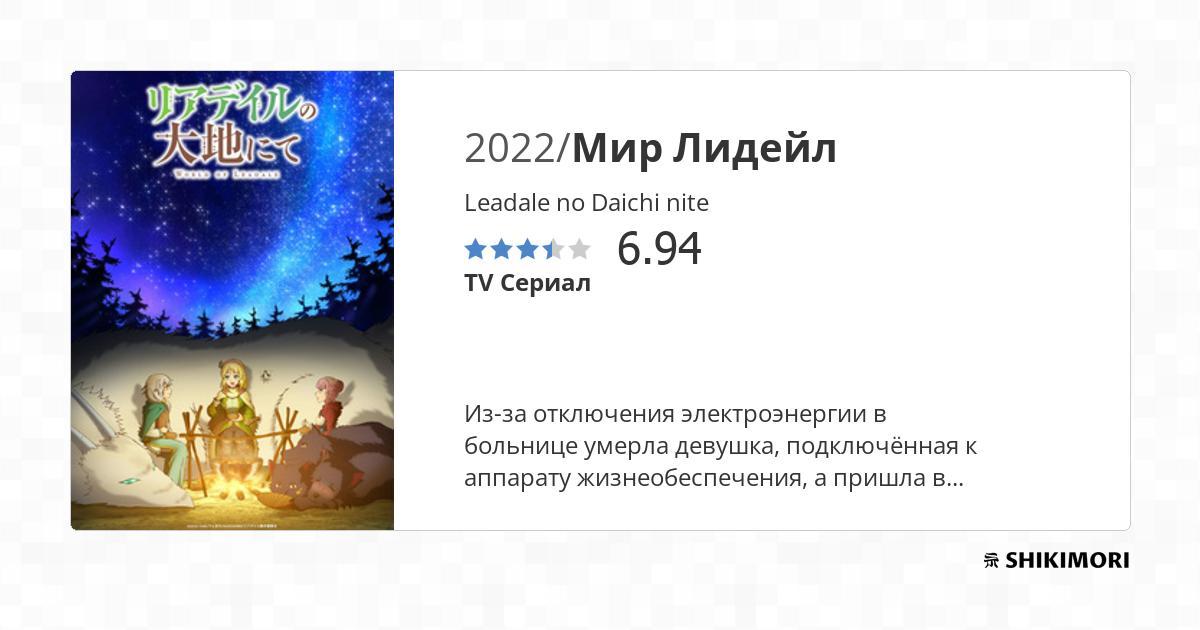 リアデイルの
大地にて
WORLD OF LEADALE
2022/Мир Лидейл
Leadale no Daichi nite
6.94
TV Сериал
Из-за отключения электроэнергии в
больнице умерла девушка, подключённая к
аппарату жизнеобеспечения, а пришла в...
SHIKIMORI